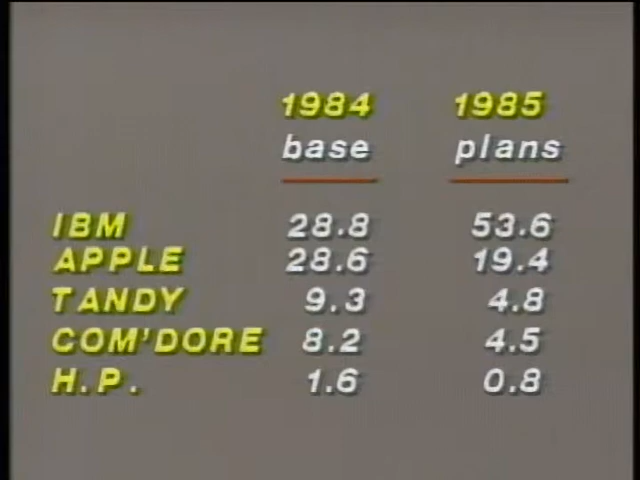 1984 1985
base plans
IBM 28.8 53.6
APPLE 28.6 19.4
TANDY 9.3 4.8
COM'DORE 8.2 4.5
H.P. 1.6 0.8